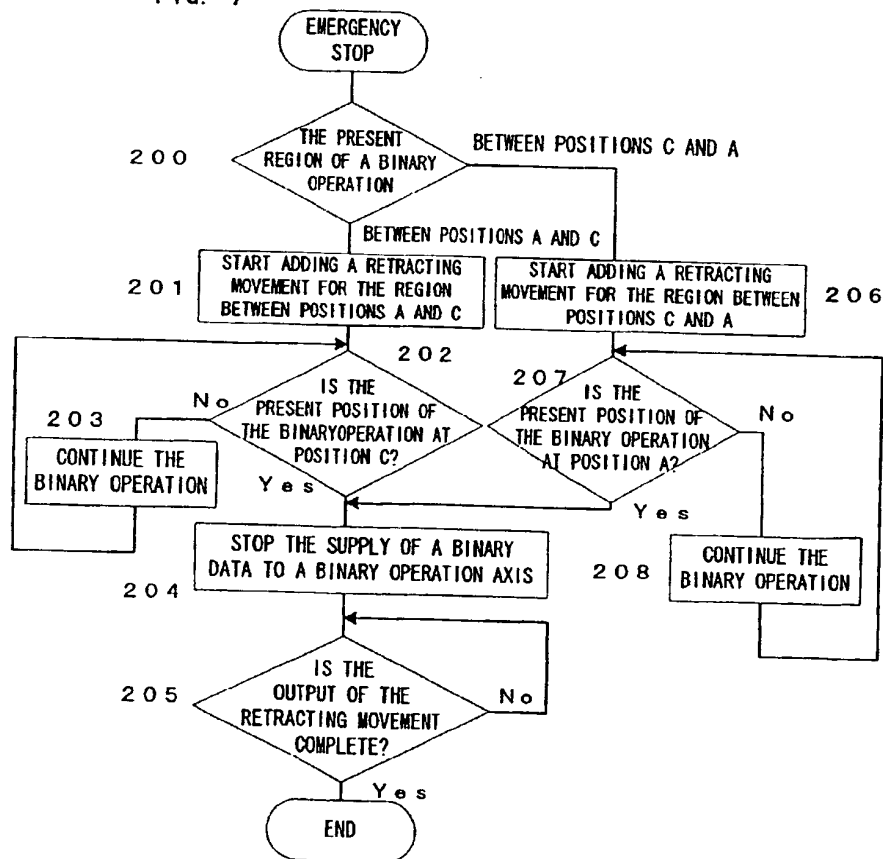 EMERGENCY
STOP
200
THE PRESENT
REGION OF A BINARY
OPERATION
BETWEEN POSITIONS C AND A
BETWEEN POSITIONS A AND C
201
START ADDING A RETRACTING
MOVEMENT FOR THE REGION
BETWEEN POSITIONS A AND C
START ADDING A RETRACTING
MOVEMENT FOR THE REGION BETWEEN
POSITIONS C AND A
206
202
IS THE
PRESENT POSITION OF
THE BINARYOPERATION AT
POSITION C?
No
Yes
203
CONTINUE THE
BINARY OPERATION
207
IS THE
PRESENT POSITION OF
THE BINARY OPERATION
AT POSITION A?
No
Yes
STOP THE SUPPLY OF A BINARY
DATA TO A BINARY OPERATION AXIS
204
208
CONTINUE THE
BINARY OPERATION
205
IS THE
OUTPUT OF THE
RETRACTING MOVEMENT
COMPLETE?
No
Yes
END